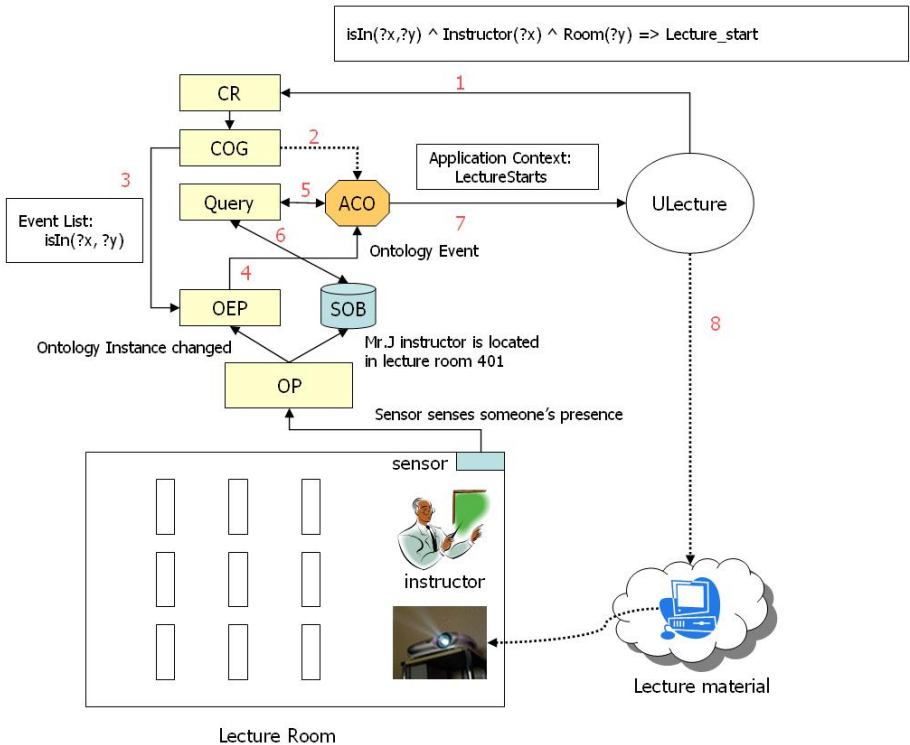 isIn(?x,?y) ^ Instructor(?x) ^ Room(?y) => Lecture_start
1
CR
COG
2
Application Context:
LectureStarts
3
Query
5
ACO
7
ULecture
Event List:
isIn(?x, ?y)
6
Ontology Event
4
OEP
SOB
8
Ontology Instance changed
Mr.J instructor is located
in lecture room 401
OP
Sensor senses someone's presence
sensor
instructor
Lecture material
Lecture Room